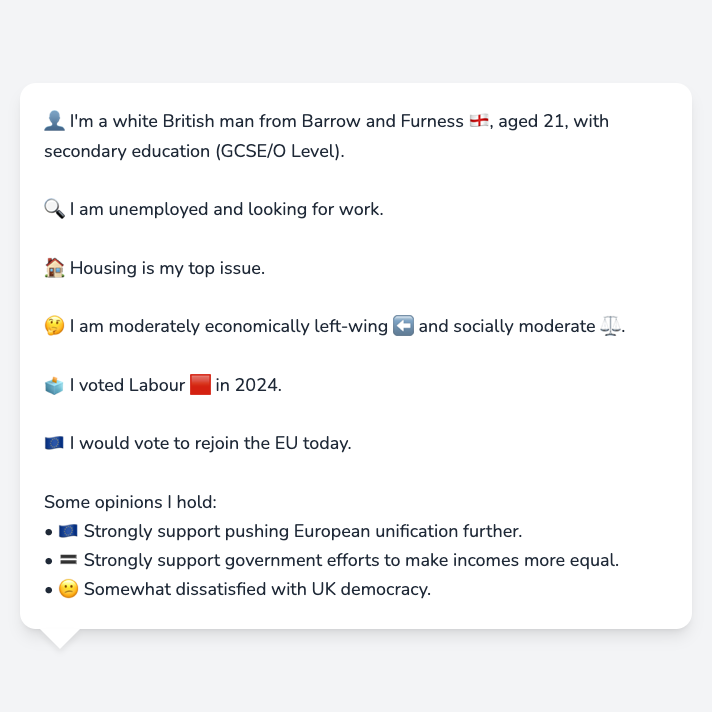 👤 I'm a white British man from Barrow and Furness 🏴󠁧󠁢󠁥󠁮󠁧󠁿, aged 21, with
secondary education (GCSE/O Level).
🔍 I am unemployed and looking for work.
🏠 Housing is my top issue.
🤔 I am moderately economically left-wing ⬅️ and socially moderate ⚖️.
🗳️ I voted Labour 🟥 in 2024.
🇪🇺 I would vote to rejoin the EU today.
Some opinions I hold:
• 🇪🇺 Strongly support pushing European unification further.
• 🟰 Strongly support government efforts to make incomes more equal.
• 😕 Somewhat dissatisfied with UK democracy.